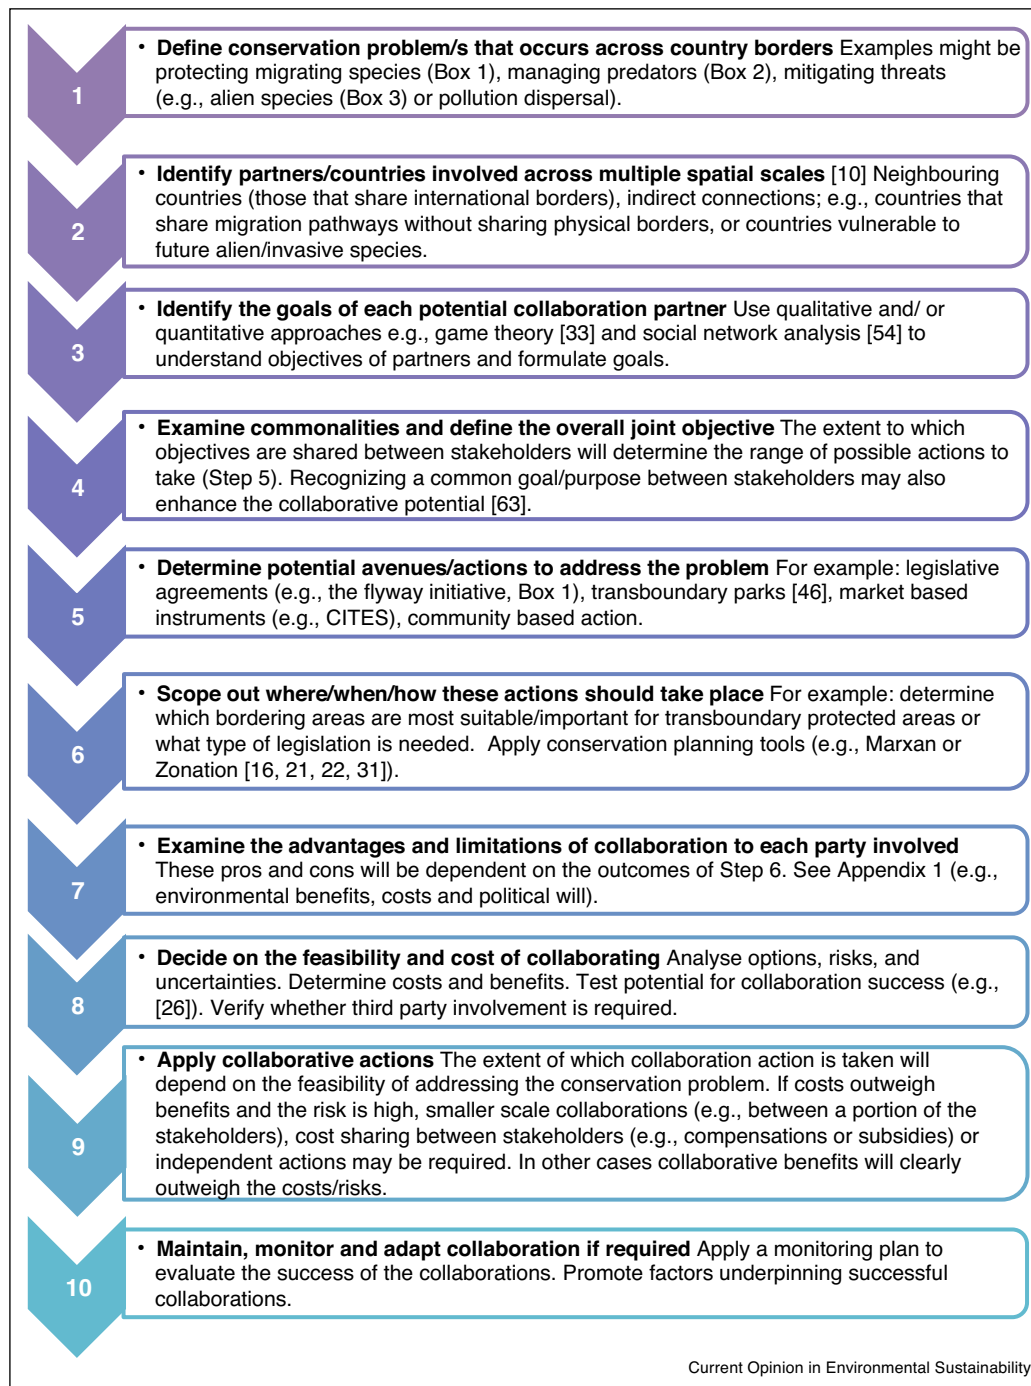 1
• Define conservation problem/s that occurs across country borders Examples might be
protecting migrating species (Box 1), managing predators (Box 2), mitigating threats
(e.g., alien species (Box 3) or pollution dispersal).
2
• Identify partners/countries involved across multiple spatial scales [10] Neighbouring
countries (those that share international borders), indirect connections; e.g., countries that
share migration pathways without sharing physical borders, or countries vulnerable to
future alien/invasive species.
3
• Identify the goals of each potential collaboration partner Use qualitative and/ or
quantitative approaches e.g., game theory [33] and social network analysis [54] to
understand objectives of partners and formulate goals.
4
• Examine commonalities and define the overall joint objective The extent to which
objectives are shared between stakeholders will determine the range of possible actions to
take (Step 5). Recognizing a common goal/purpose between stakeholders may also
enhance the collaborative potential [63].
5
• Determine potential avenues/actions to address the problem For example: legislative
agreements (e.g., the flyway initiative, Box 1), transboundary parks [46], market based
instruments (e.g., CITES), community based action.
6
• Scope out where/when/how these actions should take place For example: determine
which bordering areas are most suitable/important for transboundary protected areas or
what type of legislation is needed. Apply conservation planning tools (e.g., Marxan or
Zonation [16, 21, 22, 31]).
7
• Examine the advantages and limitations of collaboration to each party involved
These pros and cons will be dependent on the outcomes of Step 6. See Appendix 1 (e.g.,
environmental benefits, costs and political will).
8
• Decide on the feasibility and cost of collaborating Analyse options, risks, and
uncertainties. Determine costs and benefits. Test potential for collaboration success (e.g.,
[26]). Verify whether third party involvement is required.
9
• Apply collaborative actions The extent of which collaboration action is taken will
depend on the feasibility of addressing the conservation problem. If costs outweigh
benefits and the risk is high, smaller scale collaborations (e.g., between a portion of the
stakeholders), cost sharing between stakeholders (e.g., compensations or subsidies) or
independent actions may be required. In other cases collaborative benefits will clearly
outweigh the costs/risks.
10
• Maintain, monitor and adapt collaboration if required Apply a monitoring plan to
evaluate the success of the collaborations. Promote factors underpinning successful
collaborations.
Current Opinion in Environmental Sustainability